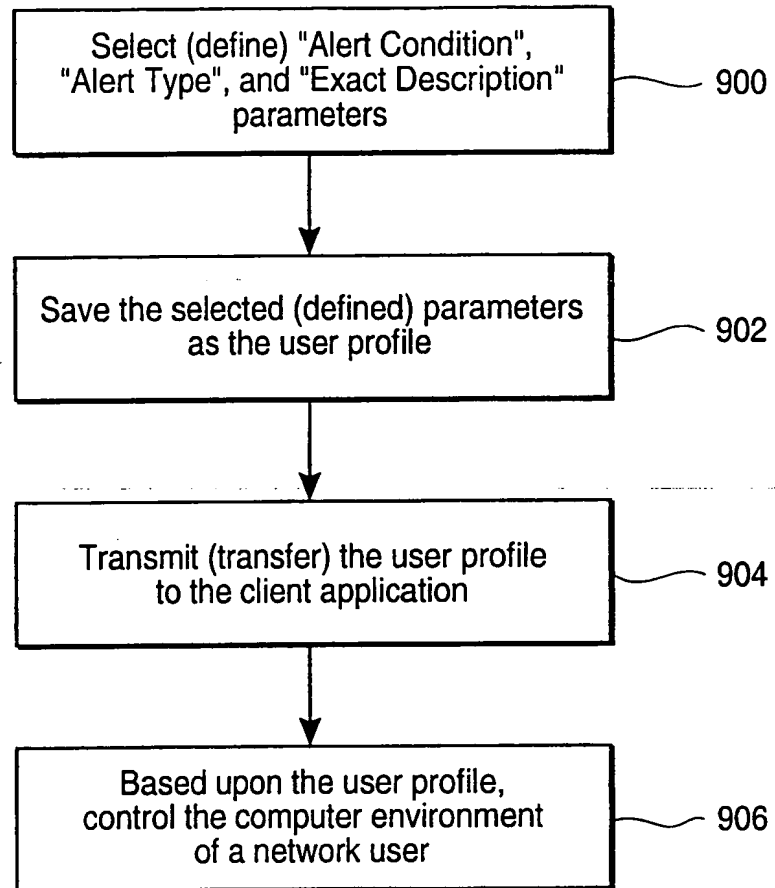 Select (define) "Alert Condition",
"Alert Type", and "Exact Description"
parameters
900
Save the selected (defined) parameters
as the user profile
902
Transmit (transfer) the user profile
to the client application
904
Based upon the user profile,
control the computer environment
of a network user
906